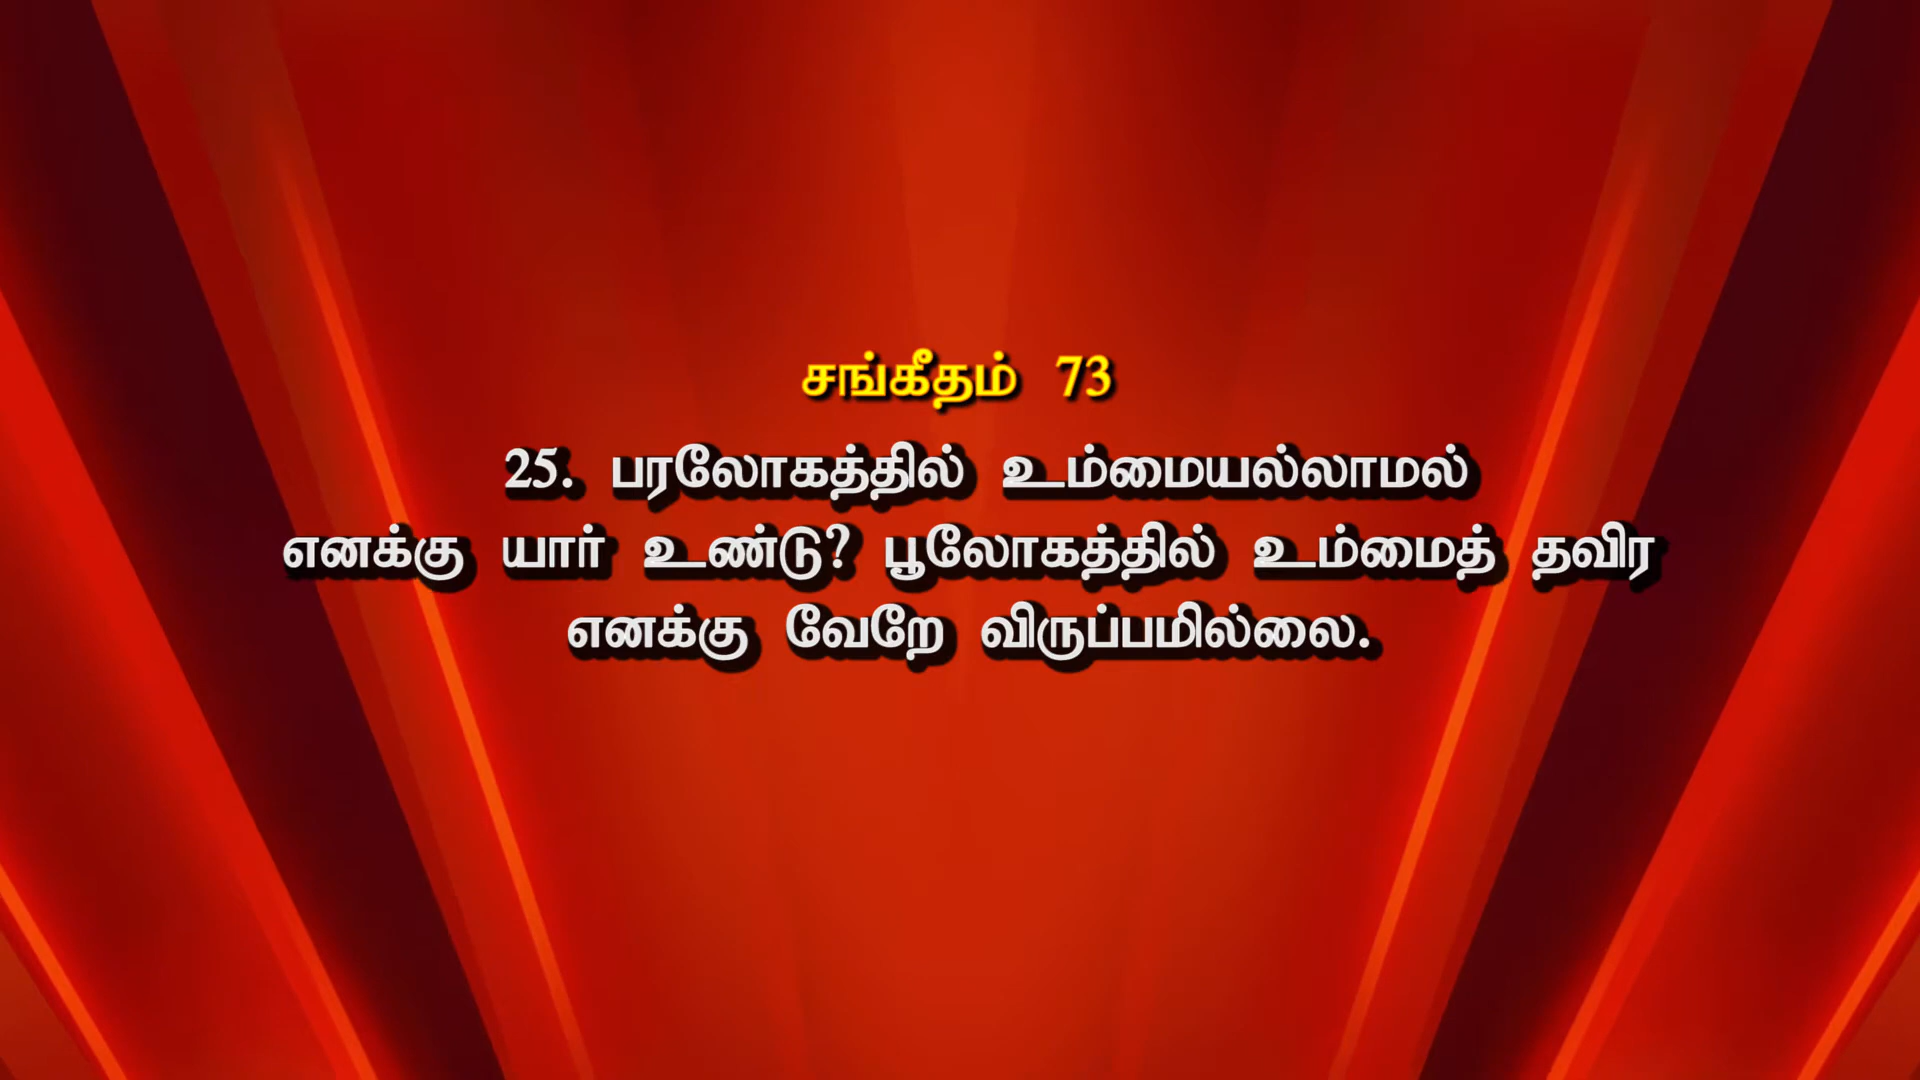 சங்கீதம் 73
25. பரலோகத்தில் உம்மையல்லாமல்
எனக்கு யார் உண்டு? பூலோகத்தில் உம்மைத் தவிர
எனக்கு வேறே விருப்பமில்லை.